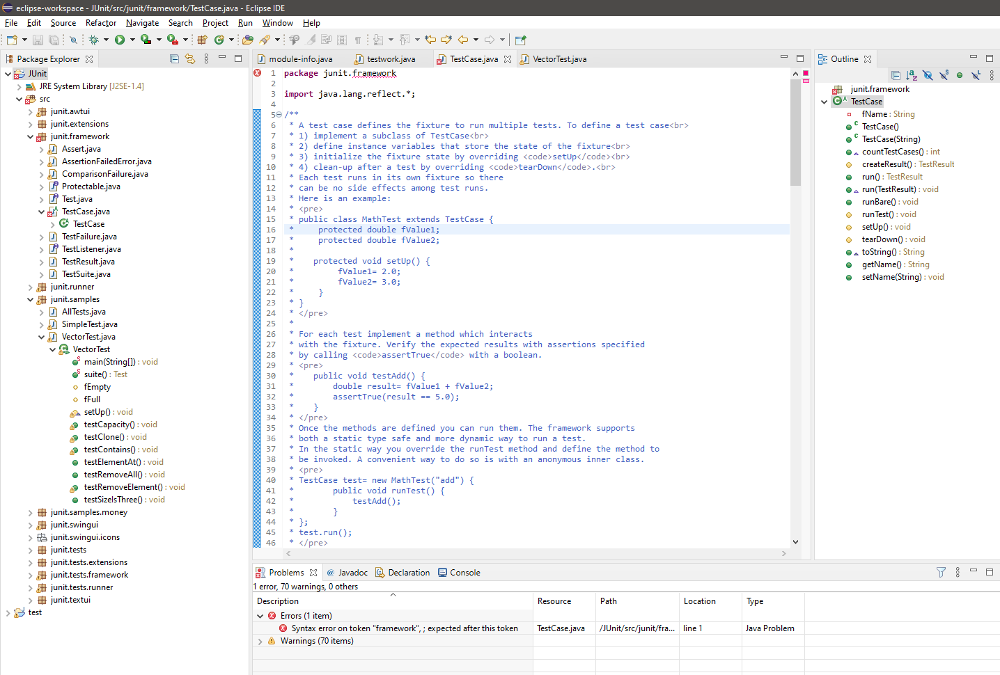 eclipse-workspace - JUnit/src/junit/framework/TestCase.java - Eclipse IDE
File Edit Source Refactor Navigate Search Project Run Window Help
Package Explorer
JUnit
JRE System Library [J2SE-1.4]
src
junit.awtui
junit.extensions
junit.framework
Assert.java
AssertionFailedError.java
ComparisonFailure.java
Protectable.java
Test.java
TestCase.java
TestCase
TestFailure.java
TestListener.java
TestResult.java
TestSuite.java
junit.runner
junit.samples
AllTests.java
SimpleTest.java
VectorTest.java
VectorTest
main(String[]) : void
suite() : Test
fEmpty
fFull
setUp() : void
testCapacity() : void
testClone() : void
testContains() : void
testElementAt() : void
testRemoveAll() : void
testRemoveElement() : void
testSizeIsThree() : void
junit.samples.money
junit.swingui
junit.swingui.icons
junit.tests
junit.tests.extensions
junit.tests.framework
junit.tests.runner
junit.textui
test
module-info.java testwork.java TestCase.java VectorTest.java
1 package junit.framework
2
3 import java.lang.reflect.*;
4
5 /**
6 * A test case defines the fixture to run multiple tests. To define a test case<br>
7 * 1) implement a subclass of TestCase<br>
8 * 2) define instance variables that store the state of the fixture<br>
9 * 3) initialize the fixture state by overriding <code>setUp</code><br>
10 * 4) clean-up after a test by overriding <code>tearDown</code>.<br>
11 * Each test runs in its own fixture so there
12 * can be no side effects among test runs.
13 * Here is an example:
14 * <pre>
15 * public class MathTest extends TestCase {
16 *     protected double fValue1;
17 *     protected double fValue2;
18 *
19 *    protected void setUp() {
20 *         fValue1= 2.0;
21 *         fValue2= 3.0;
22 *     }
23 * }
24 * </pre>
25 *
26 * For each test implement a method which interacts
27 * with the fixture. Verify the expected results with assertions specified
28 * by calling <code>assertTrue</code> with a boolean.
29 * <pre>
30 *    public void testAdd() {
31 *        double result= fValue1 + fValue2;
32 *        assertTrue(result == 5.0);
33 *    }
34 * </pre>
35 * Once the methods are defined you can run them. The framework supports
36 * both a static type safe and more dynamic way to run a test.
37 * In the static way you override the runTest method and define the method to
38 * be invoked. A convenient way to do so is with an anonymous inner class.
39 * <pre>
40 * TestCase test= new MathTest("add") {
41 *        public void runTest() {
42 *            testAdd();
43 *        }
44 * };
45 * test.run();
46 * </pre>
Outline
junit.framework
TestCase
fName : String
TestCase()
TestCase(String)
countTestCases() : int
createResult() : TestResult
run() : TestResult
run(TestResult) : void
runBare() : void
runTest() : void
setUp() : void
tearDown() : void
toString() : String
getName() : String
setName(String) : void
Problems @ Javadoc Declaration Console
1 error, 70 warnings, 0 others
Description Resource Path Location Type
Errors (1 item)
Syntax error on token "framework", ; expected after this token TestCase.java /JUnit/src/junit/fra... line 1 Java Problem
Warnings (70 items)